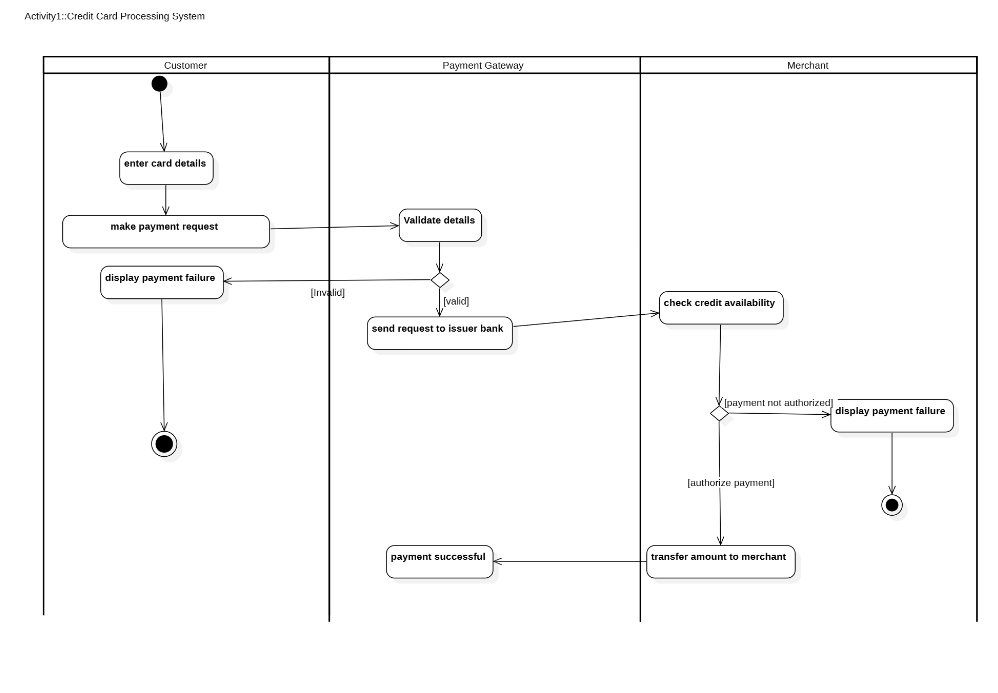 Activity1::Credit Card Processing System
Customer
Payment Gateway
Merchant
enter card details
make payment request
Valldate details
display payment failure
[Invalid]
[valid]
send request to issuer bank
check credit availability
[payment not authorized]
display payment failure
[authorize payment]
payment successful
transfer amount to merchant